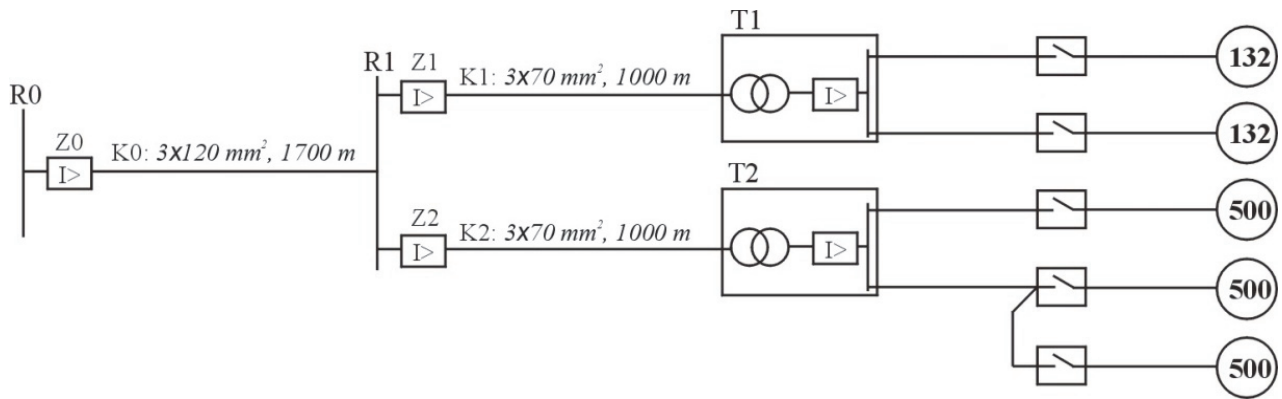 R0
Z0
I>
K0: 3x120 mm², 1700 m
R1
Z1
I>
K1: 3x70 mm², 1000 m
T1
I>
132
132
Z2
I>
K2: 3x70 mm², 1000 m
T2
I>
500
500
500